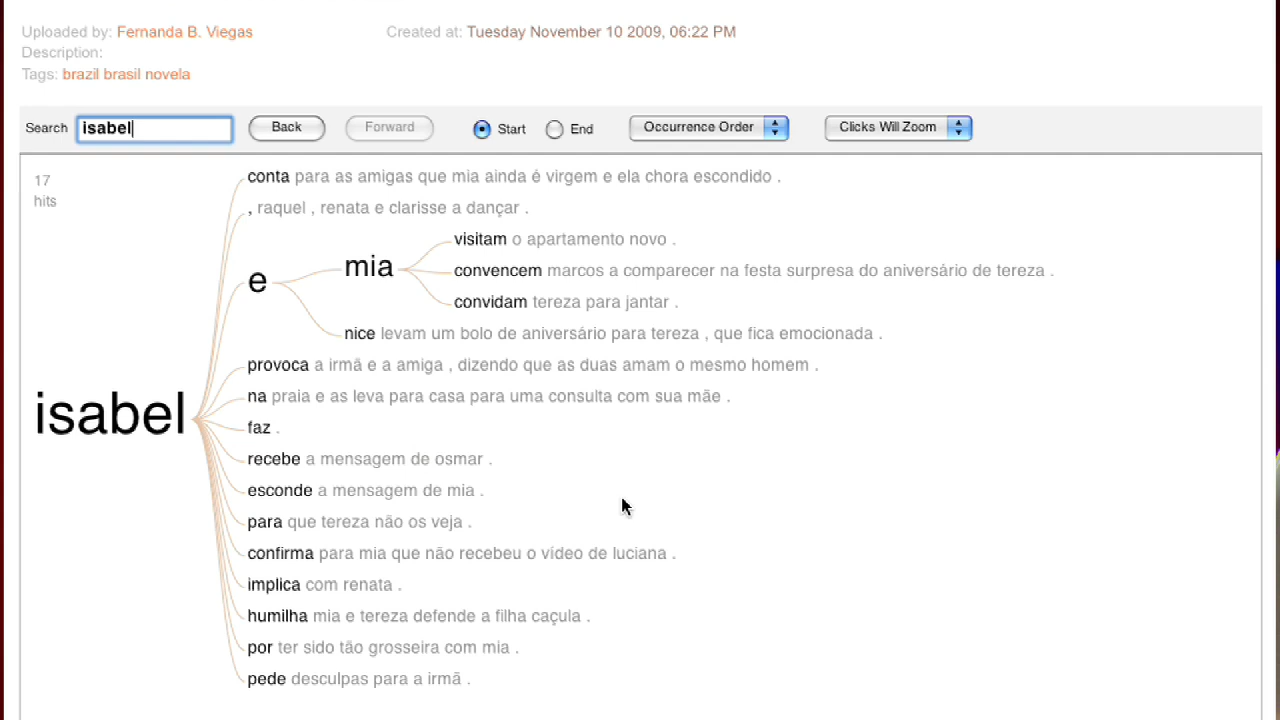 Uploaded by: Fernanda B. Viegas Created at: Tuesday November 10 2009, 06:22 PM
Description:
Tags: brazil brasil novela
Search isabel Back Forward Start End Occurrence Order Clicks Will Zoom
17
hits
isabel
conta para as amigas que mia ainda é virgem e ela chora escondido .
, raquel , renata e clarisse a dançar .
e
mia
visitam o apartamento novo .
convencem marcos a comparecer na festa surpresa do aniversário de tereza .
convidam tereza para jantar .
nice levam um bolo de aniversário para tereza , que fica emocionada .
provoca a irmã e a amiga , dizendo que as duas amam o mesmo homem .
na praia e as leva para casa para uma consulta com sua mãe .
faz .
recebe a mensagem de osmar .
esconde a mensagem de mia .
para que tereza não os veja .
confirma para mia que não recebeu o vídeo de luciana .
implica com renata .
humilha mia e tereza defende a filha caçula .
por ter sido tão grosseira com mia .
pede desculpas para a irmã .